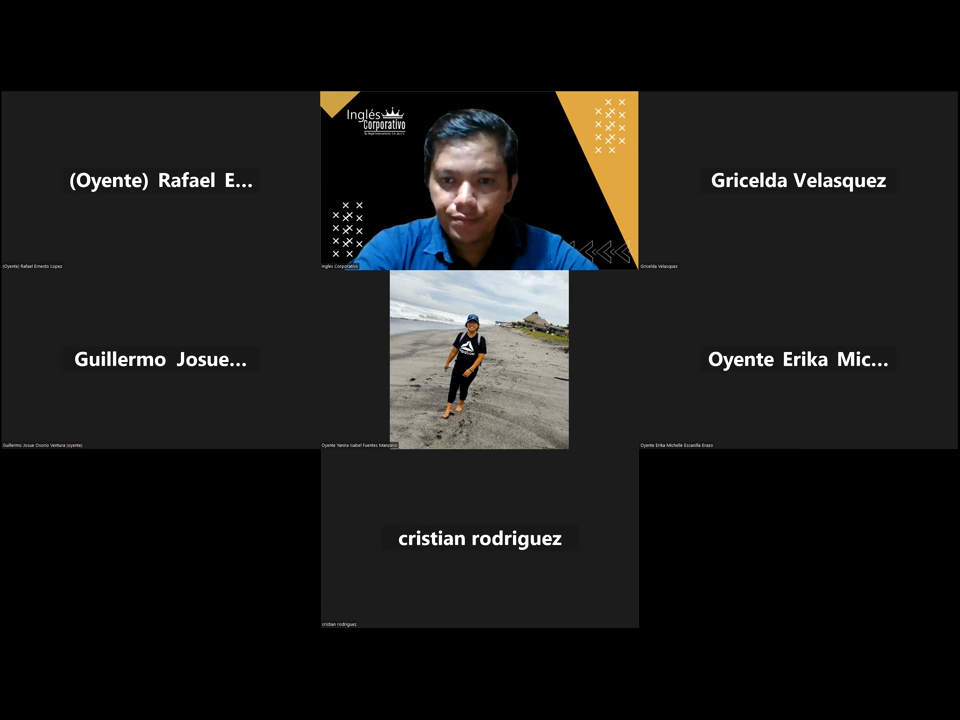 (Oyente) Rafael E...
(Oyente) Rafael Ernesto Lopez
Inglés
Corporativo
Inglés Corporativo
Gricelda Velasquez
Gricelda Velasquez
Guillermo Josue...
Guillermo Josue Osorio Ventura (oyente)
Oyente Yanira Isabel Fuentes Manzano
Oyente Erika Mic...
Oyente Erika Michelle Escanilla Erazo
cristian rodriguez
cristian rodriguez